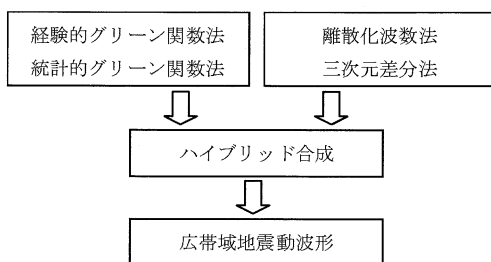 経験的グリーン関数法
統計的グリーン関数法
離散化波数法
三次元差分法
ハイブリッド合成
広帯域地震動波形